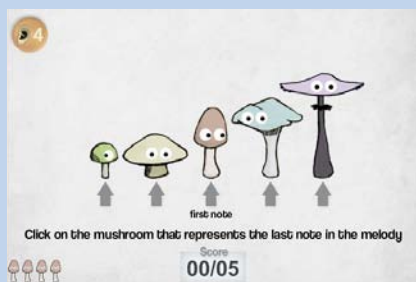 4
first note
Click on the mushroom that represents the last note in the melody
Score
00/05